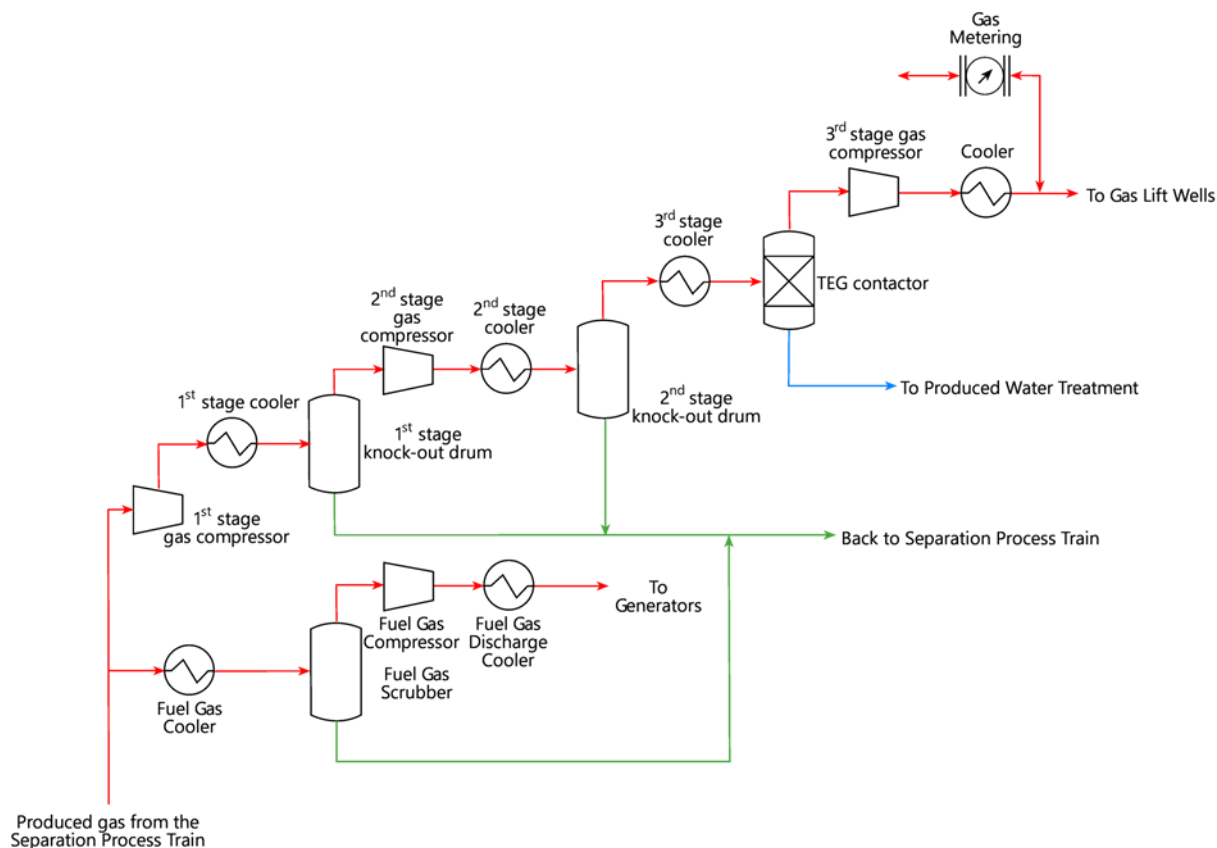 Gas
Metering
3rd stage gas
compressor
Cooler
To Gas Lift Wells
3rd stage
cooler
TEG contactor
2nd stage
gas
compressor
2nd stage
cooler
To Produced Water Treatment
2nd stage
knock-out drum
1st stage cooler
1st stage
knock-out drum
1st stage
gas compressor
Back to Separation Process Train
To
Generators
Fuel Gas
Compressor
Fuel Gas
Discharge
Cooler
Fuel Gas
Scrubber
Fuel Gas
Cooler
Produced gas from the
Separation Process Train